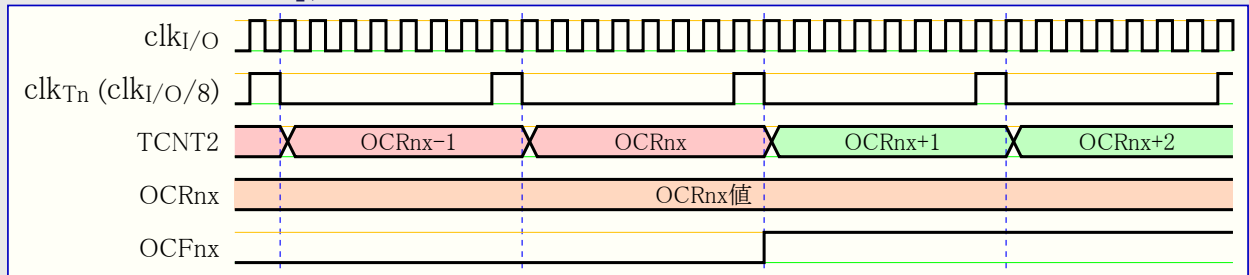 clkI/O
clkTn (clkI/O/8)
TCNT2 OCRnx-1 OCRnx OCRnx+1 OCRnx+2
OCRnx OCRnx値
OCFnx